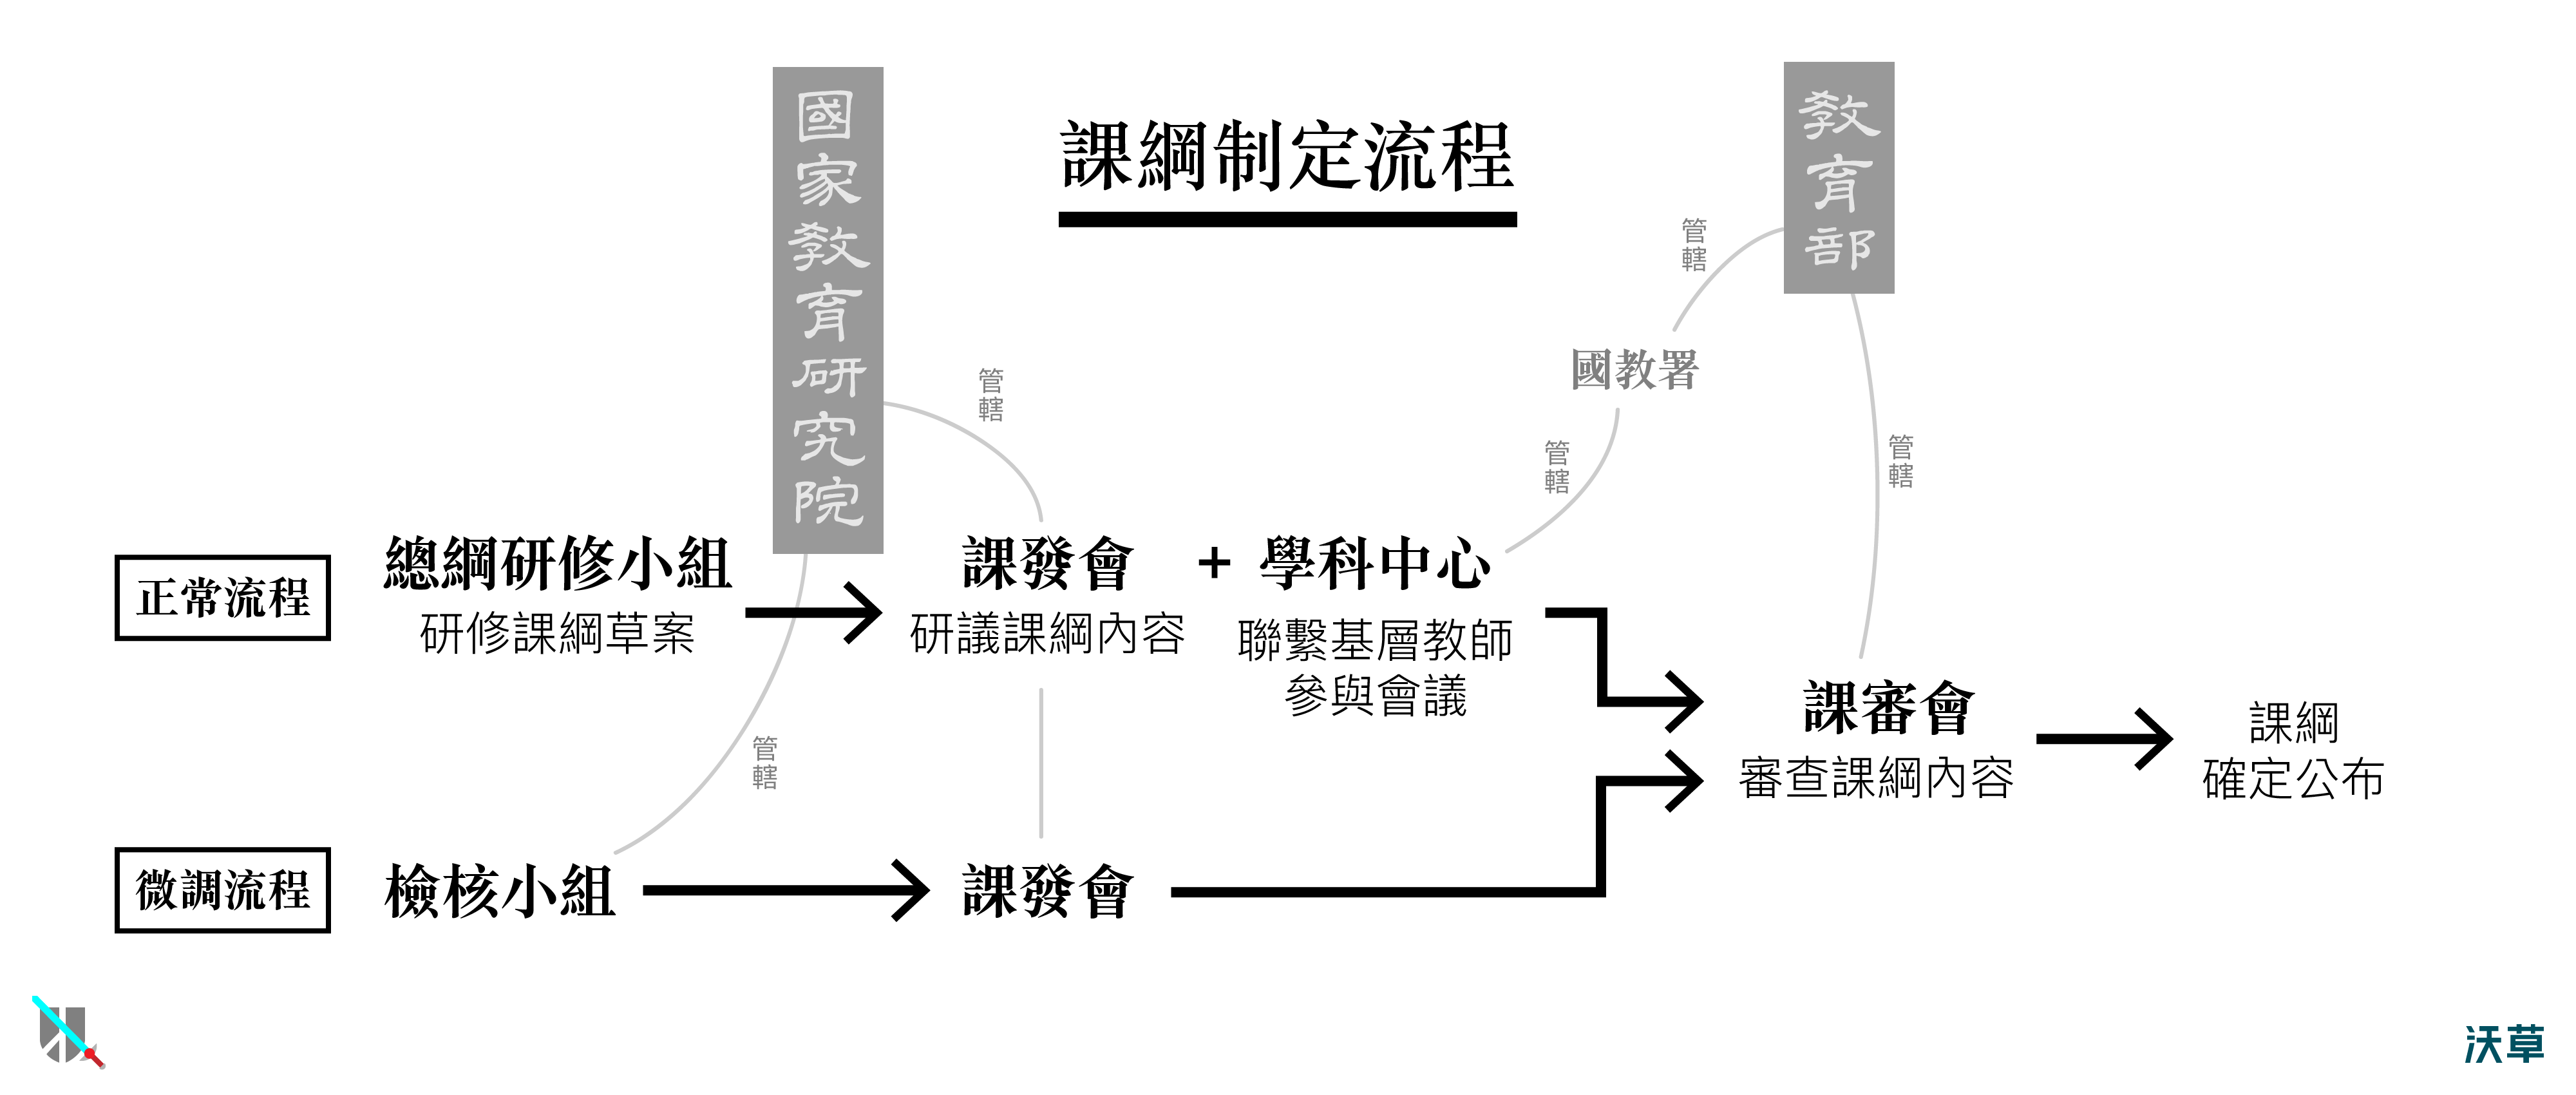 課綱制定流程
國家教育研究院
教育部
管轄
國教署
管轄
管轄
管轄
正常流程
總綱研修小組
研修課綱草案
課發會
研議課綱內容
+
學科中心
聯繫基層教師
參與會議
管轄
課審會
審查課綱內容
課綱
確定公布
微調流程
檢核小組
課發會
沃草